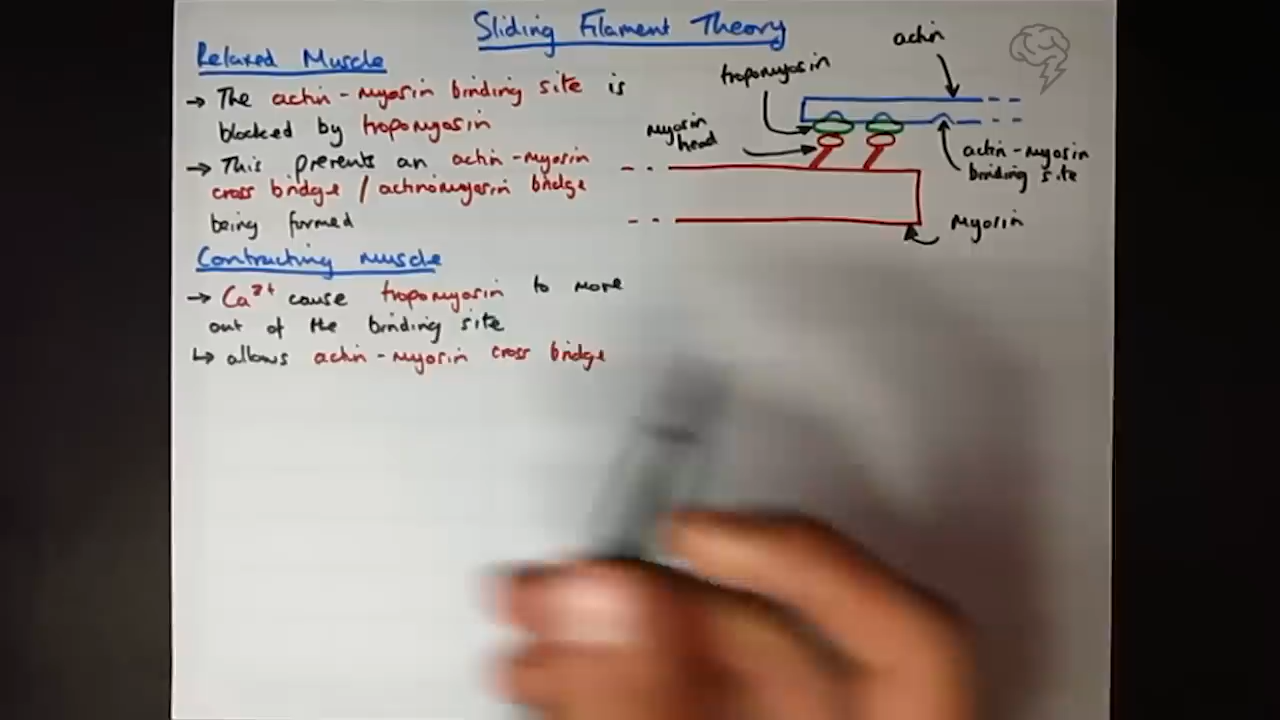 Sliding Filament Theory
Relaxed Muscle
→ The actin-myosin binding site is
blocked by tropomyosin
→ This prevents an actin-myosin
cross bridge / actinomyosin bridge
being formed
Contracting Muscle
→ Ca²⁺ cause tropomyosin to move
out of the binding site
↳ allows actin-myosin cross bridge
actin
tropomyosin
myosin
head
actin-myosin
binding site
Myosin